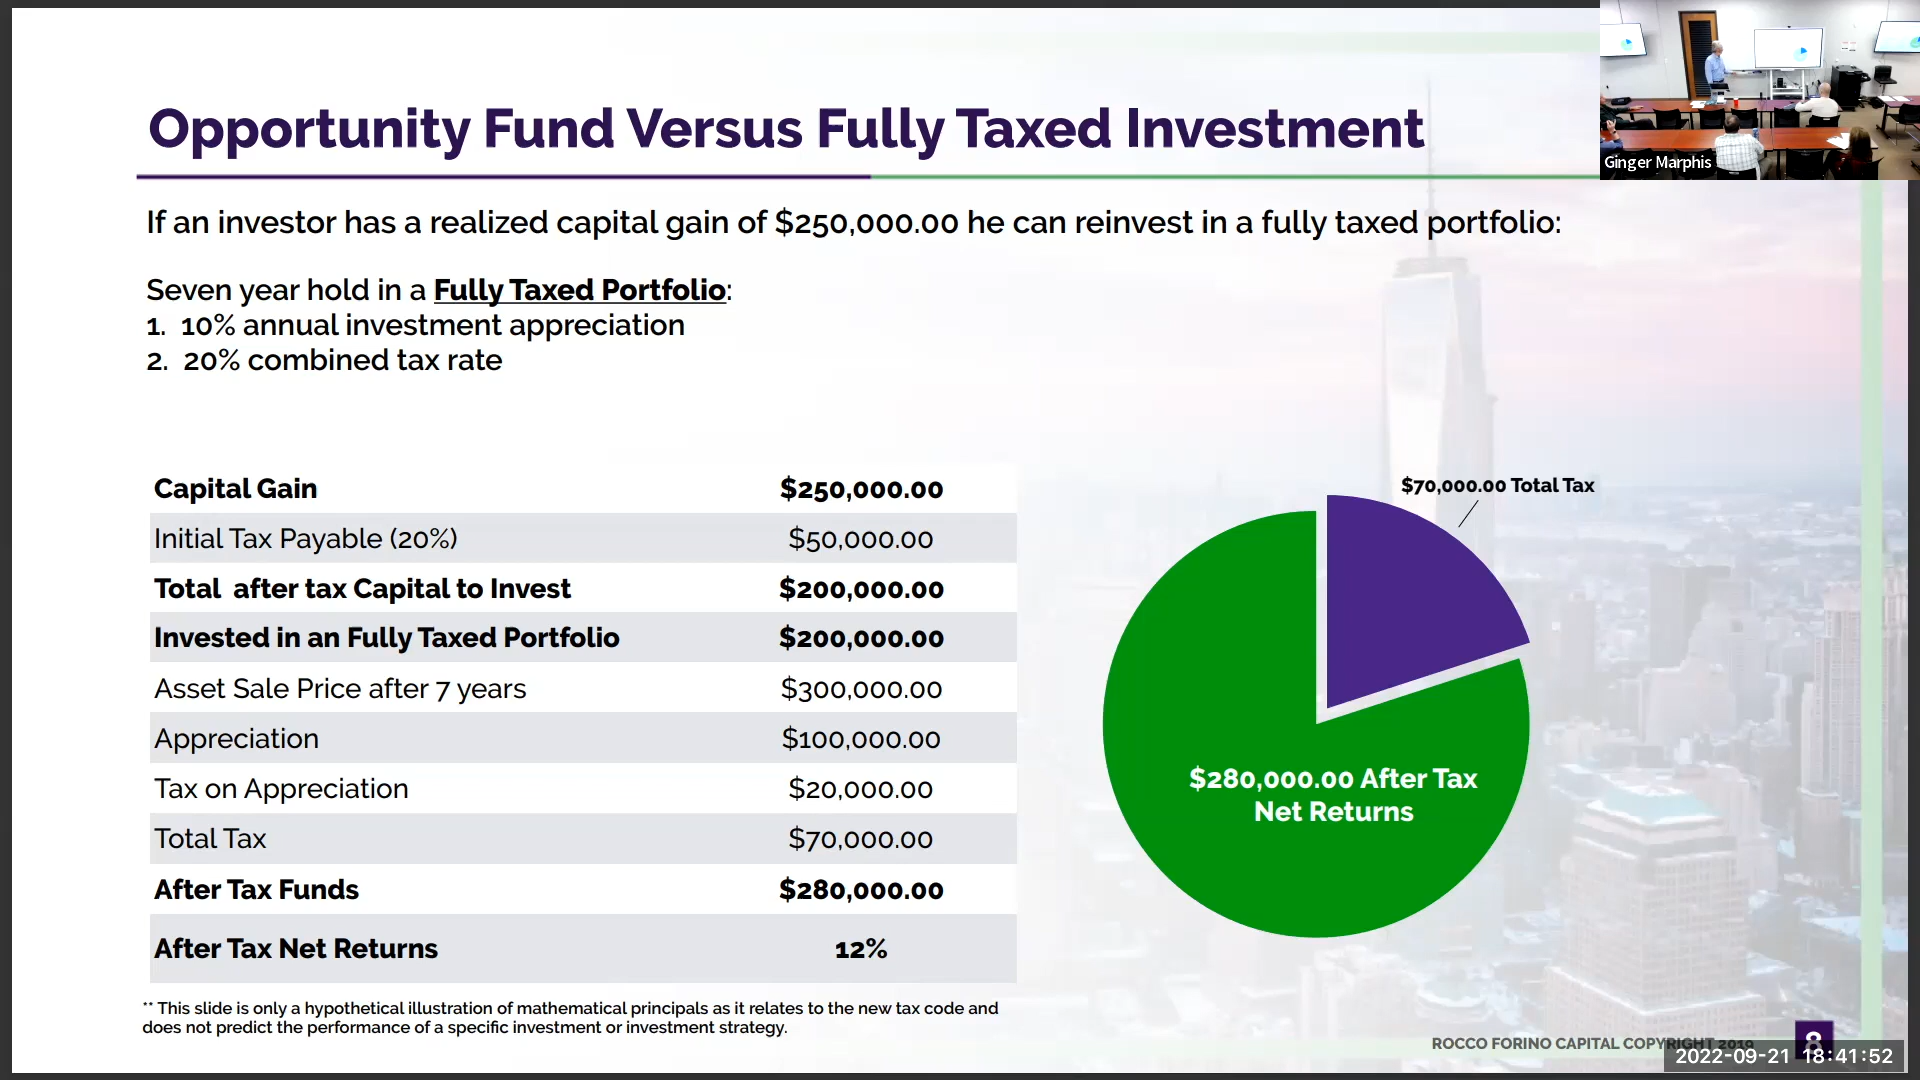 Opportunity Fund Versus Fully Taxed Investment
Ginger Marphis
If an investor has a realized capital gain of $250,000.00 he can reinvest in a fully taxed portfolio:
Seven year hold in a Fully Taxed Portfolio:
1. 10% annual investment appreciation
2. 20% combined tax rate
Capital Gain $250,000.00
Initial Tax Payable (20%) $50,000.00
Total after tax Capital to Invest $200,000.00
Invested in an Fully Taxed Portfolio $200,000.00
Asset Sale Price after 7 years $300,000.00
Appreciation $100,000.00
Tax on Appreciation $20,000.00
Total Tax $70,000.00
After Tax Funds $280,000.00
After Tax Net Returns 12%
$70,000.00 Total Tax
$280,000.00 After Tax
Net Returns
** This slide is only a hypothetical illustration of mathematical principals as it relates to the new tax code and
does not predict the performance of a specific investment or investment strategy.
ROCCO FORINO CAPITAL COPYRIGHT 2019
8
2022-09-21 18:41:52